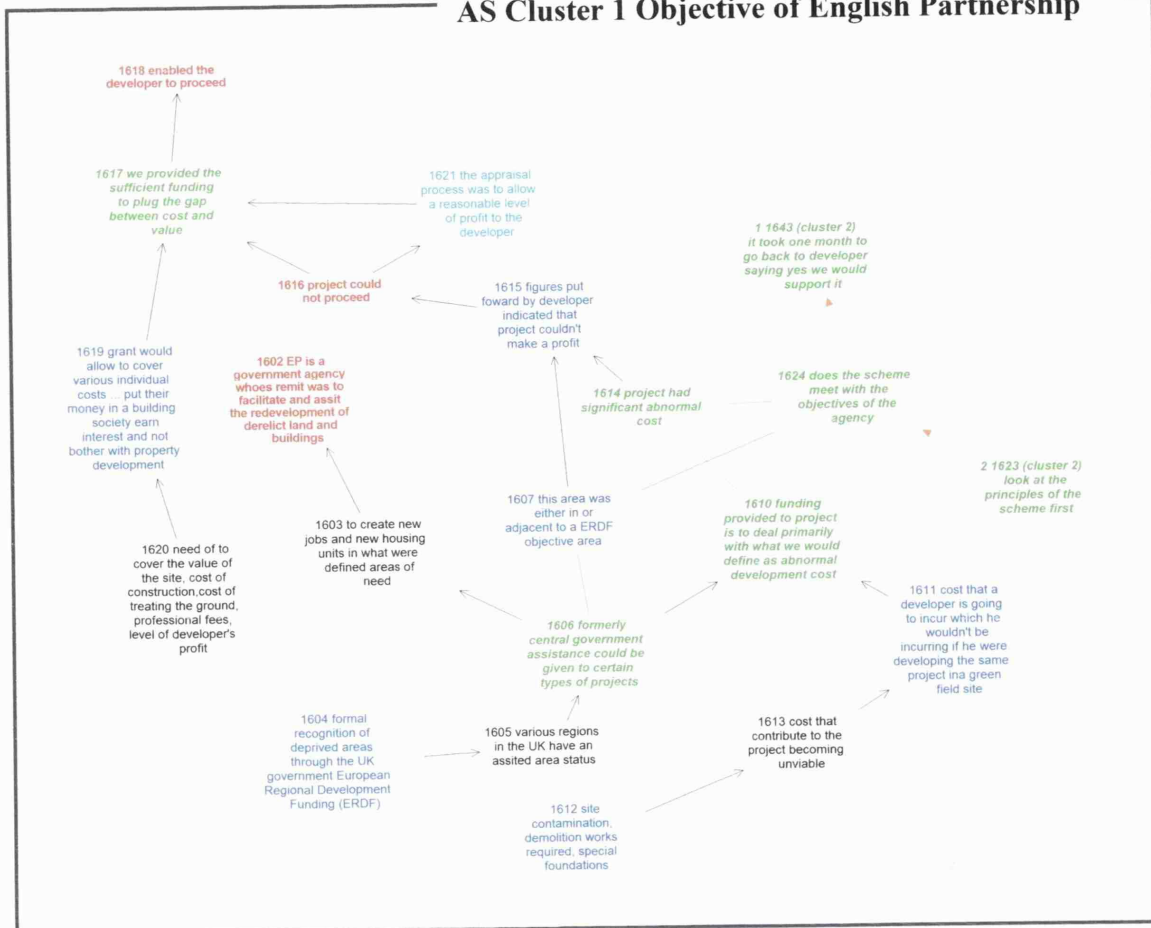 AS Cluster 1 Objective of English Partnership
1618 enabled the
developer to proceed
1617 we provided the
sufficient funding
to plug the gap
between cost and
value
1621 the appraisal
process was to allow
a reasonable level
of profit to the
developer
1 1643 (cluster 2)
it took one month to
go back to developer
saying yes we would
support it
1616 project could
not proceed
1615 figures put
foward by developer
indicated that
project couldn't
make a profit
1619 grant would
allow to cover
various individual
costs ... put their
money in a building
society earn
interest and not
bother with property
development
1602 EP is a
government agency
whoes remit was to
facilitate and assit
the redevelopment of
derelict land and
buildings
1614 project had
significant abnormal
cost
1624 does the scheme
meet with the
objectives of the
agency
2 1623 (cluster 2)
look at the
principles of the
scheme first
1607 this area was
either in or
adjacent to a ERDF
objective area
1610 funding
provided to project
is to deal primarily
with what we would
define as abnormal
development cost
1603 to create new
jobs and new housing
units in what were
defined areas of
need
1620 need of to
cover the value of
the site, cost of
construction,cost of
treating the ground,
professional fees,
level of developer's
profit
1611 cost that a
developer is going
to incur which he
wouldn't be
incurring if he were
developing the same
project ina green
field site
1606 formerly
central government
assistance could be
given to certain
types of projects
1604 formal
recognition of
deprived areas
through the UK
government European
Regional Development
Funding (ERDF)
1605 various regions
in the UK have an
assited area status
1613 cost that
contribute to the
project becoming
unviable
1612 site
contamination,
demolition works
required, special
foundations